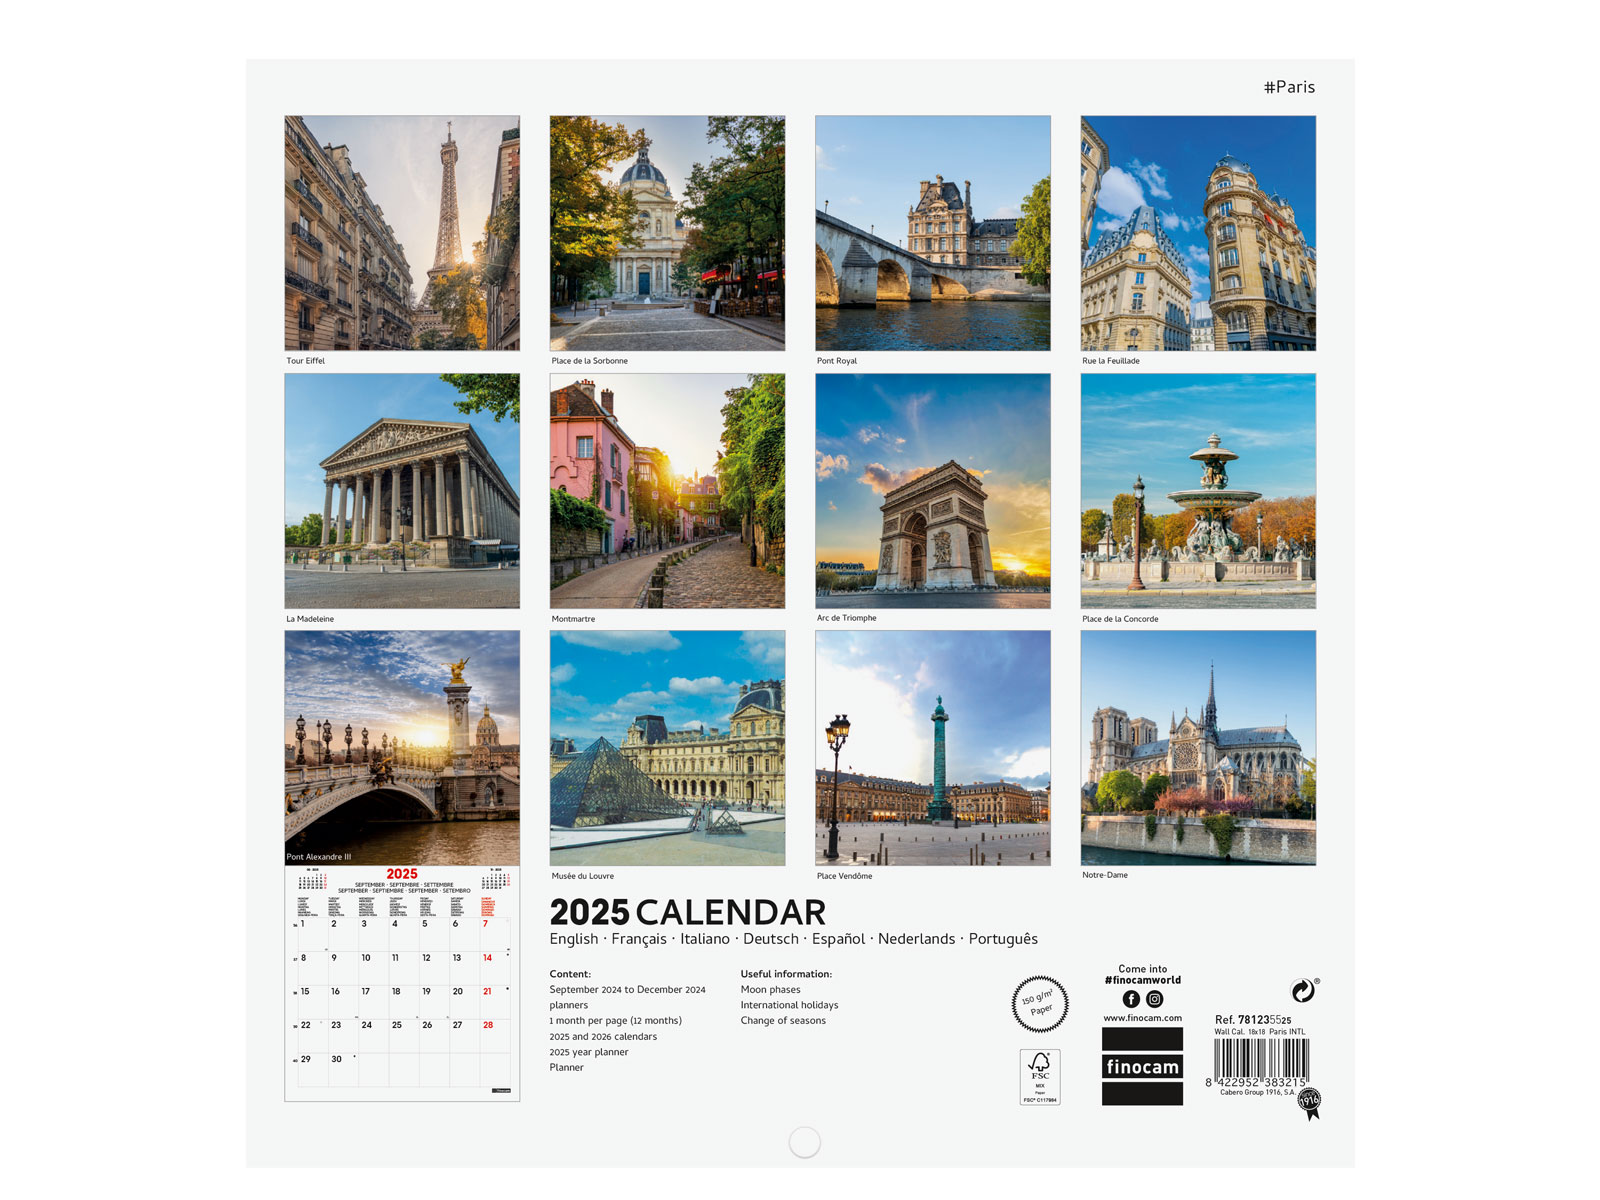 #Paris
Tour Eiffel
Place de la Sorbonne
Pont Royal
Rue la Feuillade
La Madeleine
Montmartre
Arc de Triomphe
Place de la Concorde
Pont Alexandre III
Musée du Louvre
Place Vendôme
Notre-Dame
2025
SEPTEMBER · SEPTEMBRE · SETTEMBRE
SEPTEMBER · SEPTIEMBRE · SEPTEMBER · SETEMBRO
1 2 3 4 5 6 7
8 9 10 11 12 13 14
15 16 17 18 19 20 21
22 23 24 25 26 27 28
29 30
2025 CALENDAR
English · Français · Italiano · Deutsch · Español · Nederlands · Português
Content:
September 2024 to December 2024
planners
1 month per page (12 months)
2025 and 2026 calendars
2025 year planner
Planner
Useful information:
Moon phases
International holidays
Change of seasons
150 g/m²
Paper
FSC
MIX
Paper
FSC® C117984
Come into
#finocamworld
www.finocam.com
finocam
®
Ref. 781235525
Wall Cal. 18x18 Paris INTL
8 422952 383215
Cabero Group 1916, S.A.
1916